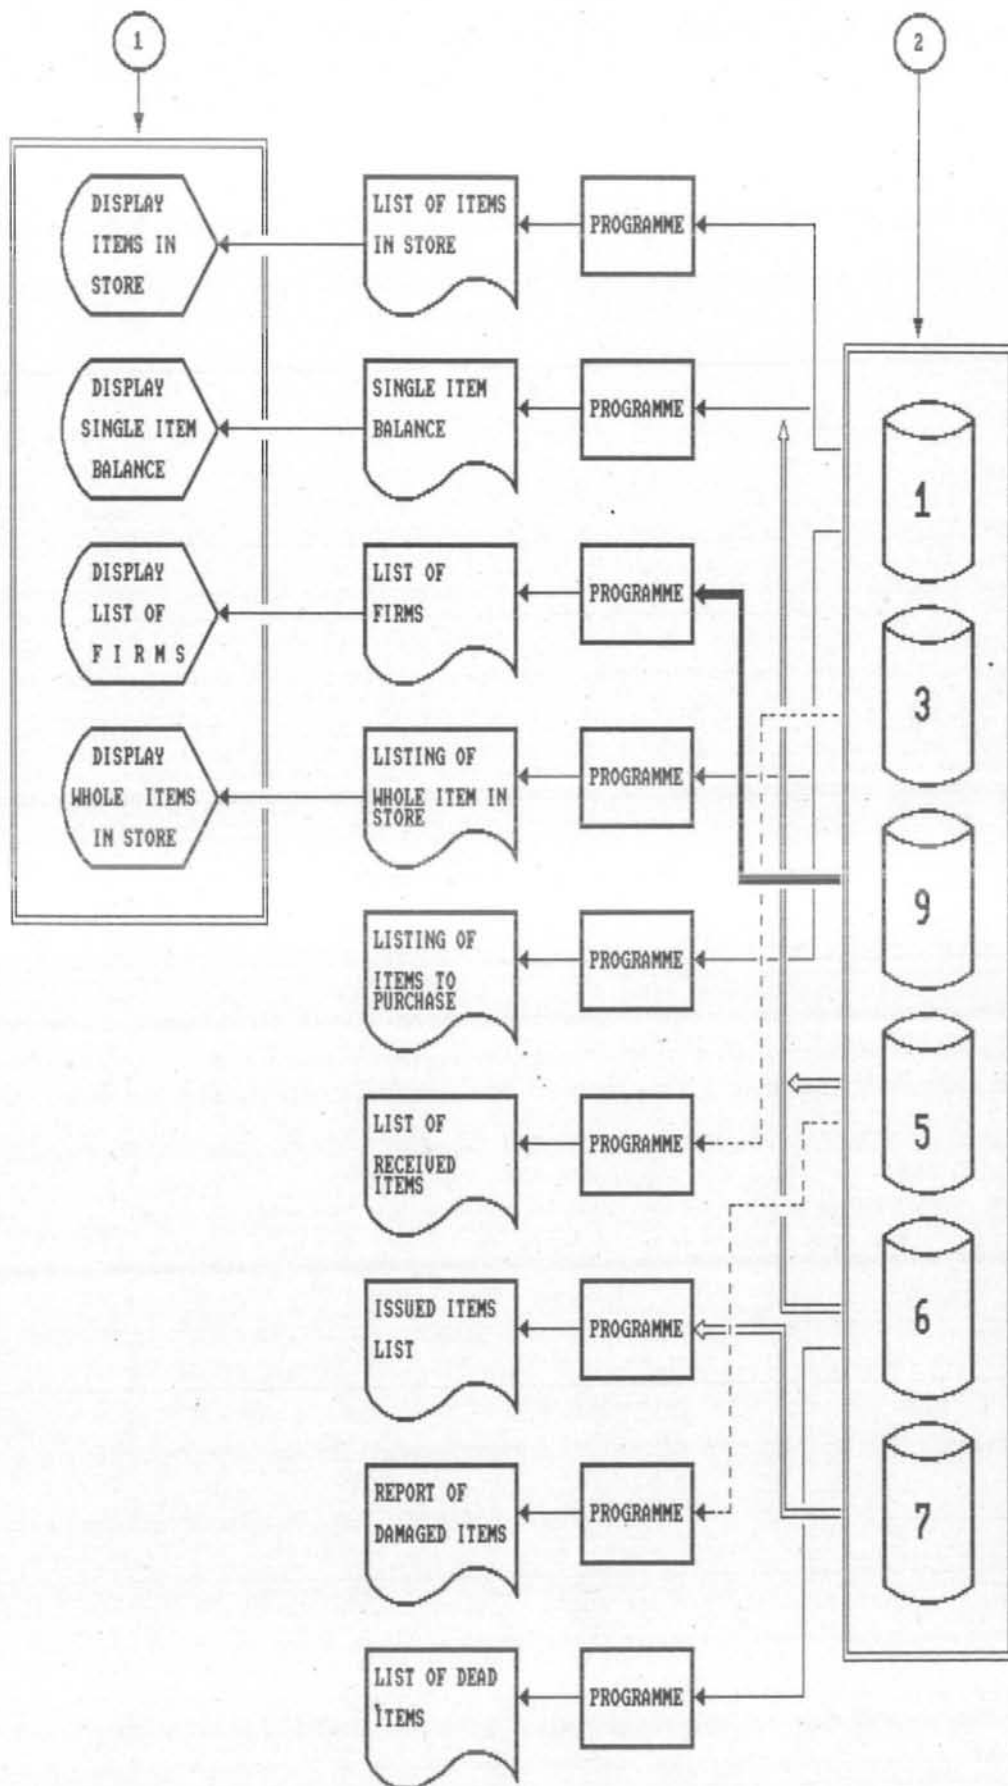 1
2
DISPLAY
ITEMS IN
STORE
LIST OF ITEMS
IN STORE
PROGRAMME
DISPLAY
SINGLE ITEM
BALANCE
SINGLE ITEM
BALANCE
PROGRAMME
1
DISPLAY
LIST OF
F I R M S
LIST OF
FIRMS
PROGRAMME
3
DISPLAY
WHOLE ITEMS
IN STORE
LISTING OF
WHOLE ITEM IN
STORE
PROGRAMME
9
LISTING OF
ITEMS TO
PURCHASE
PROGRAMME
LIST OF
RECEIVED
ITEMS
PROGRAMME
5
ISSUED ITEMS
LIST
PROGRAMME
6
REPORT OF
DAMAGED ITEMS
PROGRAMME
7
LIST OF DEAD
ITEMS
PROGRAMME